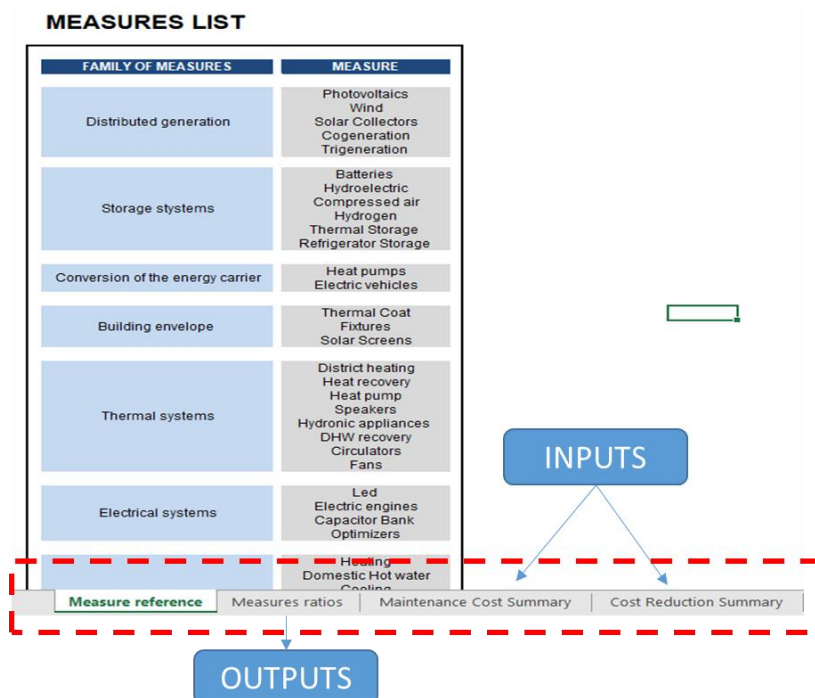 MEASURES LIST
FAMILY OF MEASURES MEASURE
Distributed generation
Photovoltaics
Wind
Solar Collectors
Cogeneration
Trigeneration
Storage stystems
Batteries
Hydroelectric
Compressed air
Hydrogen
Thermal Storage
Refrigerator Storage
Conversion of the energy carrier
Heat pumps
Electric vehicles
Building envelope
Thermal Coat
Fixtures
Solar Screens
Thermal systems
District heating
Heat recovery
Heat pump
Speakers
Hydronic appliances
DHW recovery
Circulators
Fans
INPUTS
Electrical systems
Led
Electric engines
Capacitor Bank
Optimizers
Heating
Domestic Hot water
Cooling
Measure reference Measures ratios Maintenance Cost Summary Cost Reduction Summary
OUTPUTS